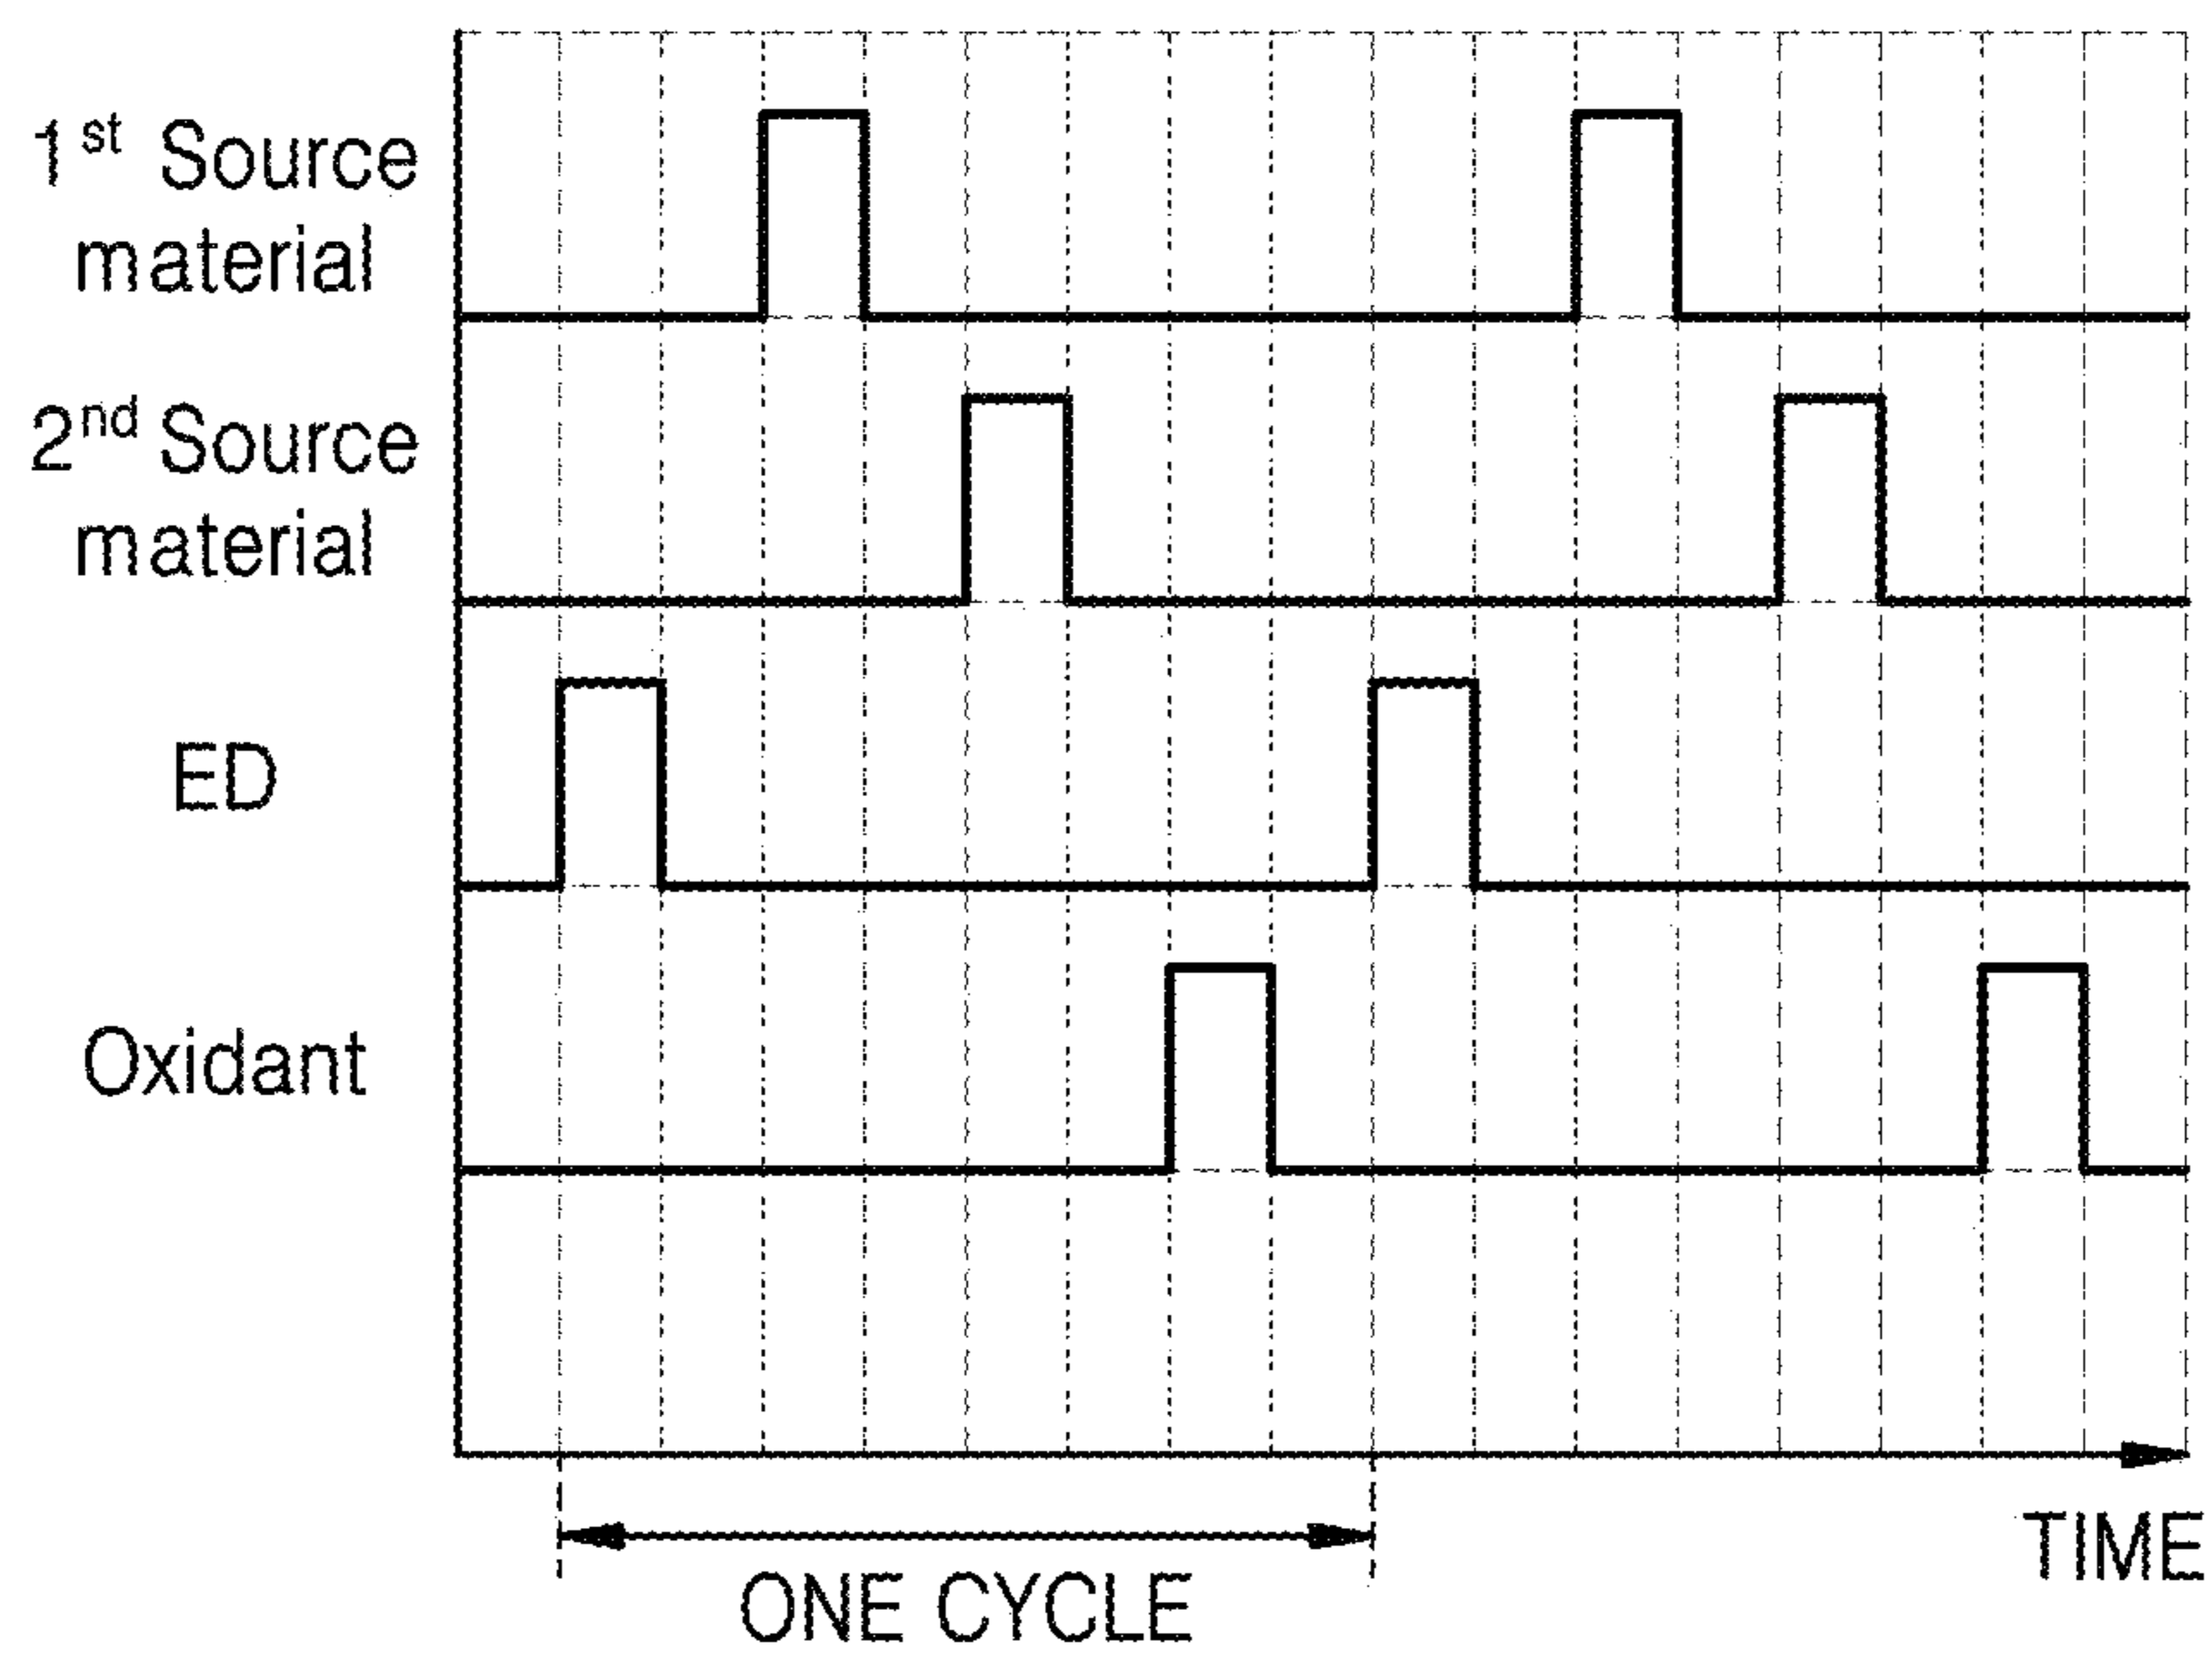 1st Source
material
2nd Source
material
ED
Oxidant
TIME
ONE CYCLE